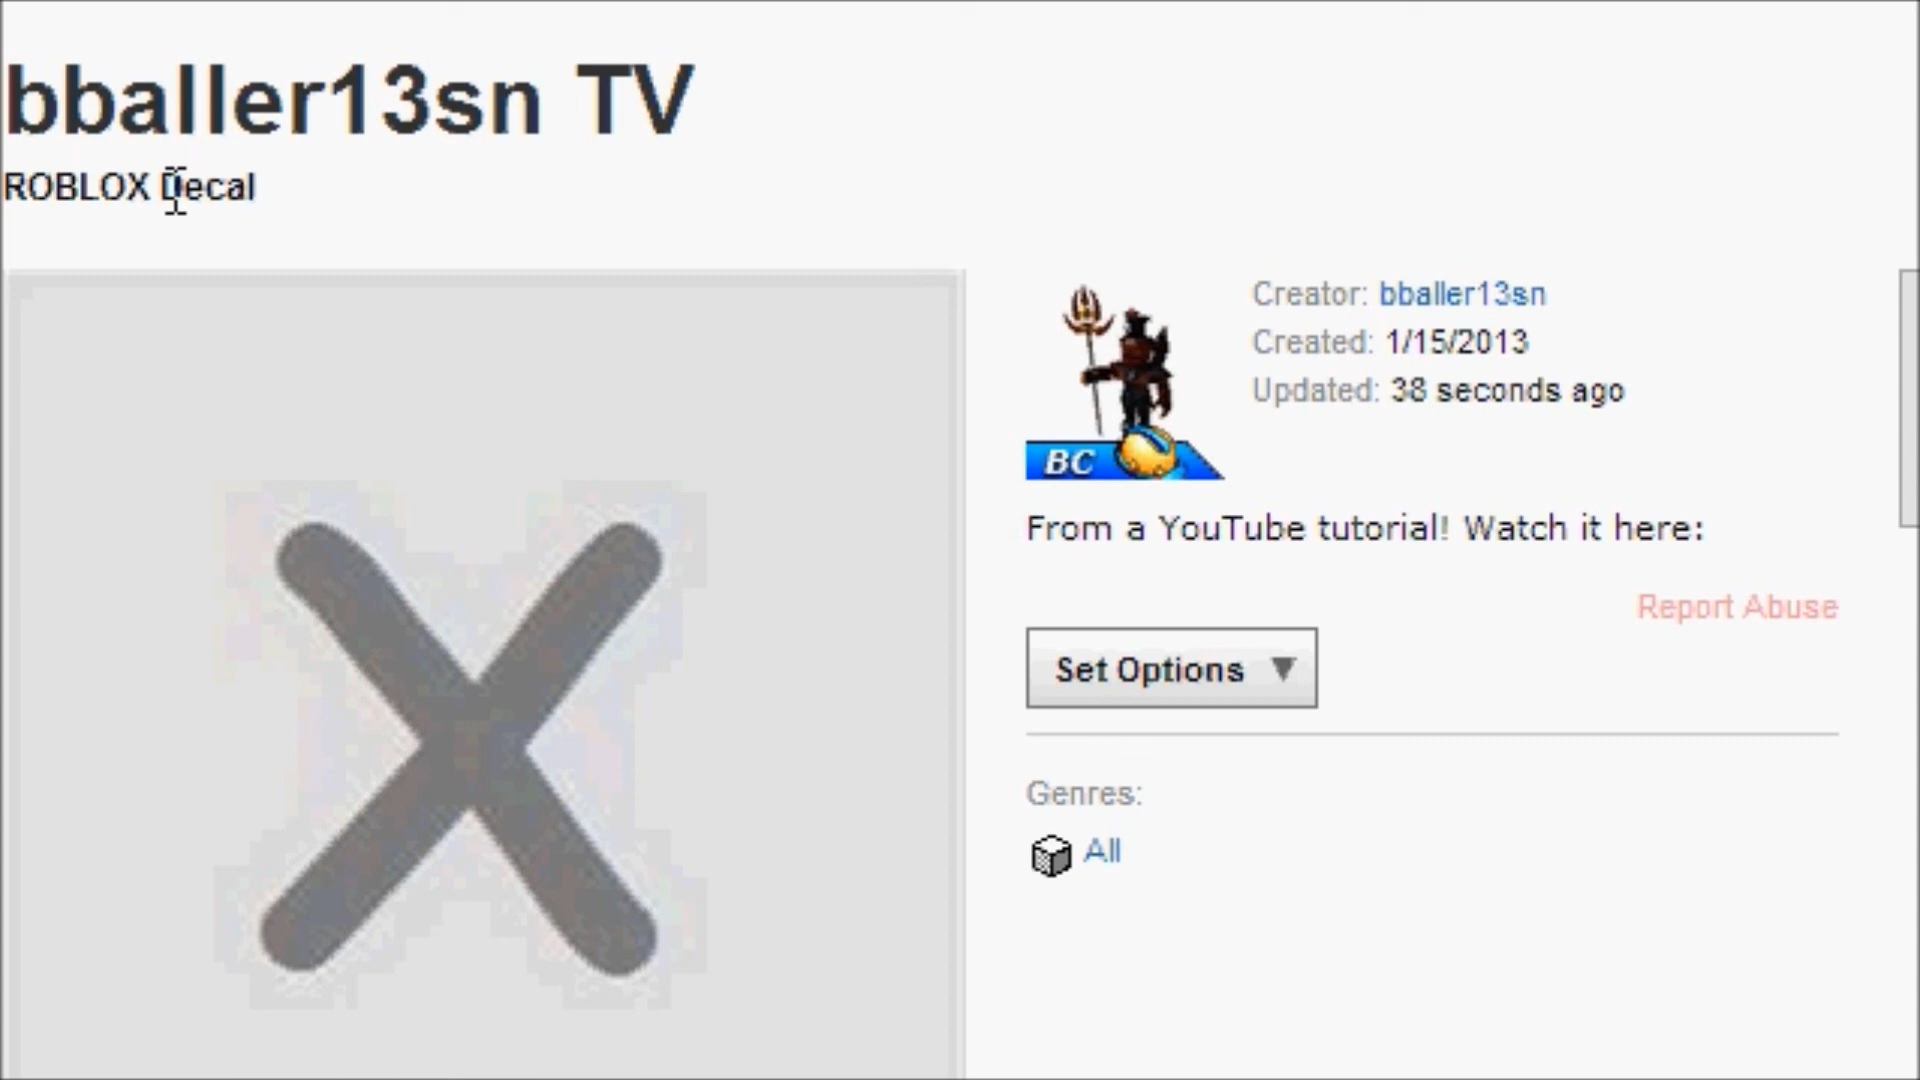 bballer13sn TV
ROBLOX Decal
Creator: bballer13sn
Created: 1/15/2013
Updated: 38 seconds ago
BC
From a YouTube tutorial! Watch it here:
Report Abuse
Set Options
Genres:
All